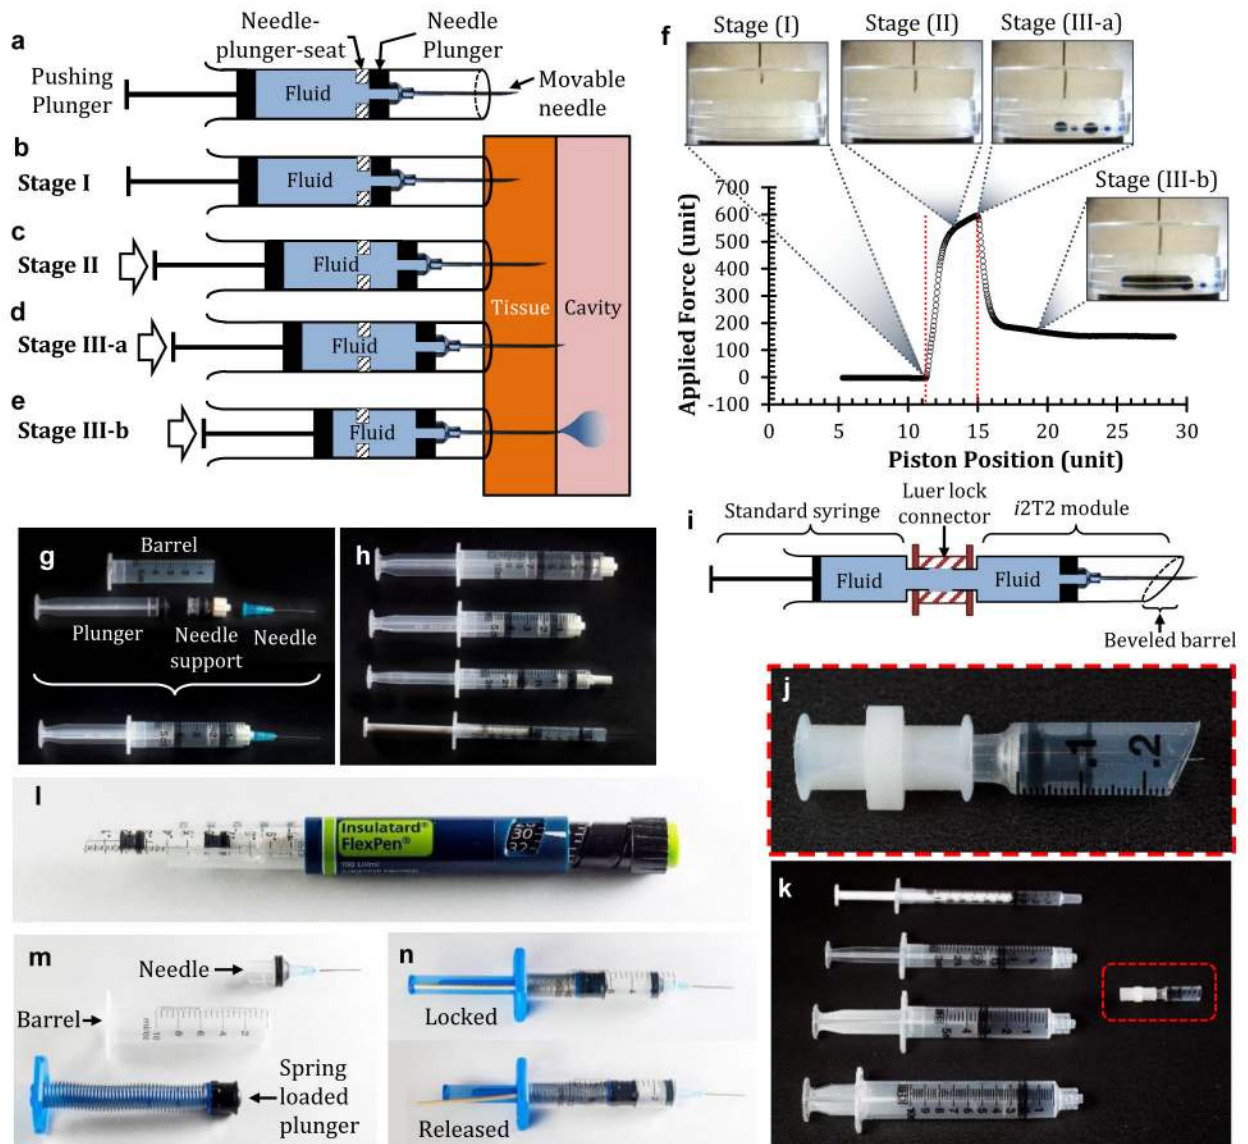 a
Needle-
plunger-seat
Needle
Plunger
Pushing
Plunger
Fluid
Movable
needle
b
Stage I
Fluid
c
Stage II
Fluid
d
Stage III-a
Fluid
e
Stage III-b
Fluid
Tissue
Cavity
f
Stage (I)
Stage (II)
Stage (III-a)
Stage (III-b)
Applied Force (unit)
700
600
500
400
300
200
100
0
-100
0 5 10 15 20 25 30
Piston Position (unit)
g
Barrel
Plunger
Needle
support
Needle
h
i
Standard syringe
Luer lock
connector
i2T2 module
Fluid
Fluid
Beveled barrel
j
.1 .2
k
l
Insulatard®
FlexPen®
30
m
Needle
Barrel
Spring
loaded
plunger
n
Locked
Released